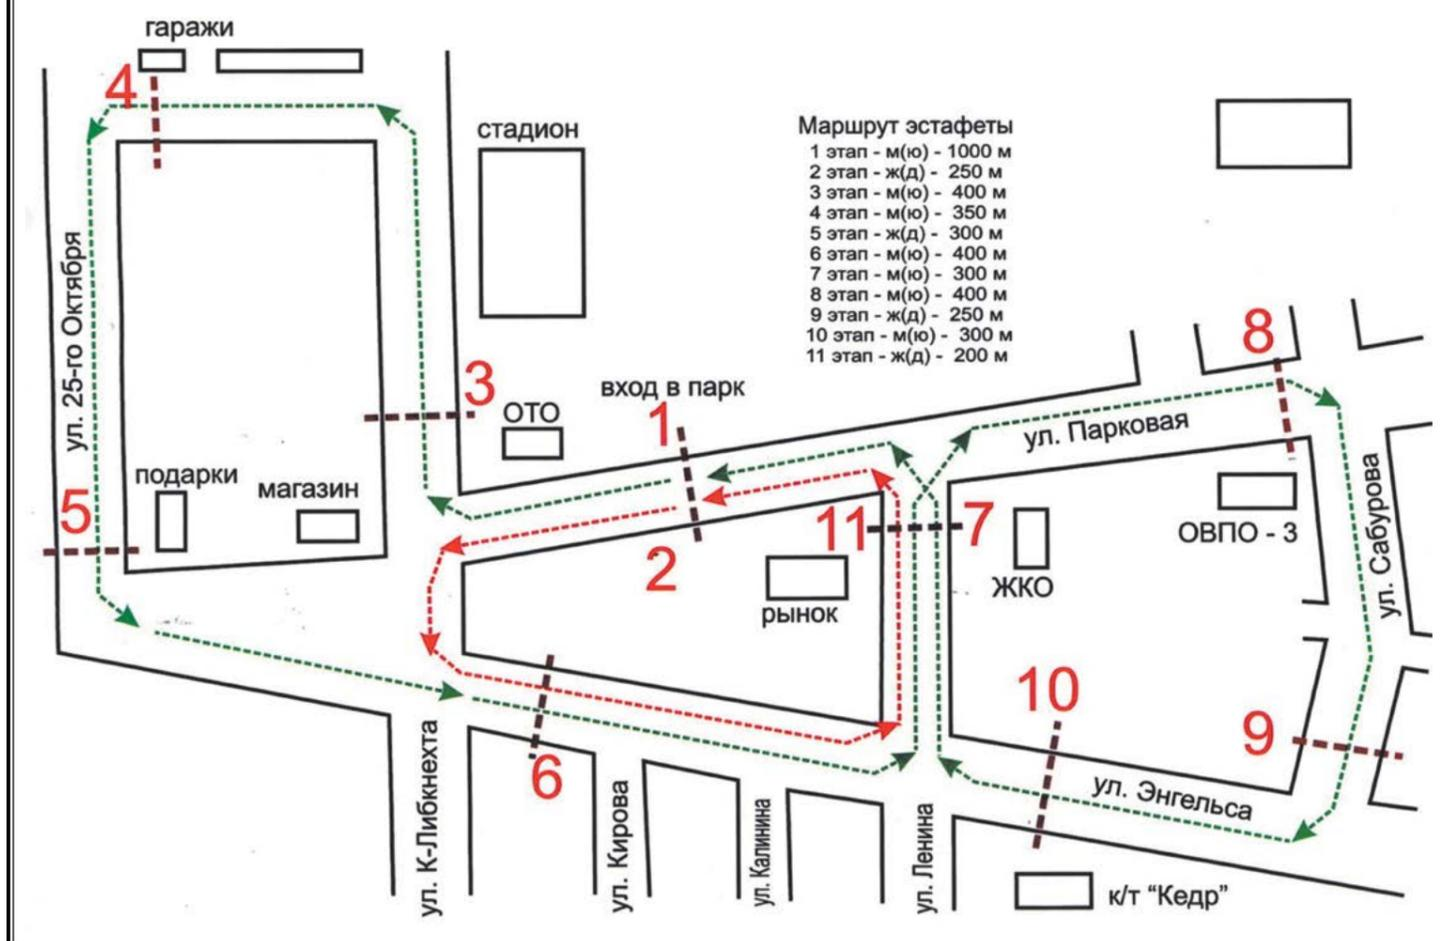 гаражи
4
стадион
Маршрут эстафеты
1 этап - м(ю) - 1000 м
2 этап - ж(д) - 250 м
3 этап - м(ю) - 400 м
4 этап - м(ю) - 350 м
5 этап - ж(д) - 300 м
6 этап - м(ю) - 400 м
7 этап - м(ю) - 300 м
8 этап - м(ю) - 400 м
9 этап - ж(д) - 250 м
10 этап - м(ю) - 300 м
11 этап - ж(д) - 200 м
ул. 25-го Октября
3
ОТО
вход в парк
1
8
ул. Парковая
подарки
магазин
5
2
11
7
рынок
ЖКО
ОВПО - 3
ул. Сабурова
6
10
9
ул. Энгельса
ул. К-Либкнехта
ул. Кирова
ул. Калинина
ул. Ленина
к/т "Кедр"